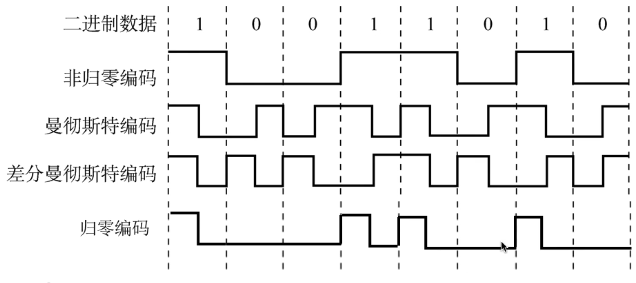 二进制数据 1 0 0 1 1 0 1 0
非归零编码
曼彻斯特编码
差分曼彻斯特编码
归零编码